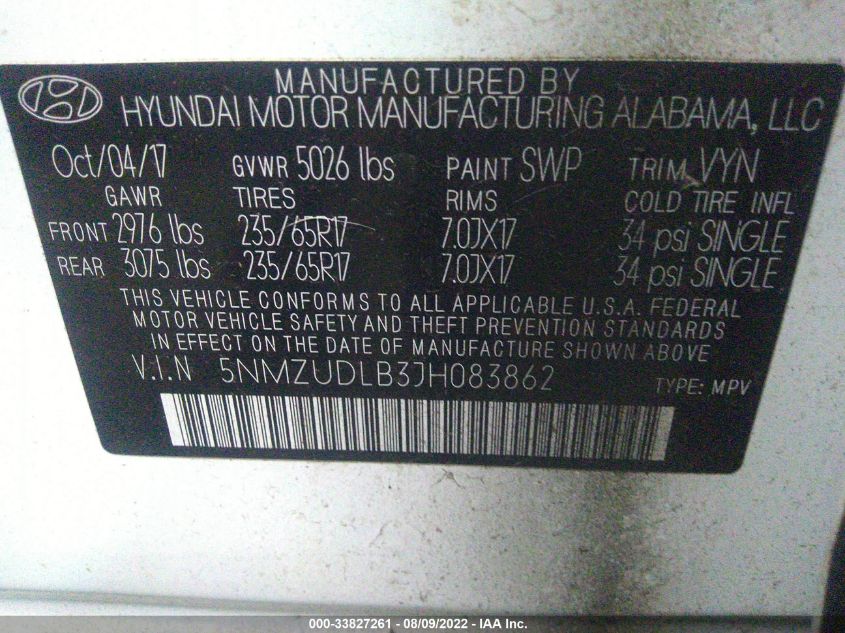 MANUFACTURED BY
HYUNDAI MOTOR MANUFACTURING ALABAMA, LLC
Oct/04/17 GVWR 5026 lbs PAINT SWP TRIM VYN
GAWR TIRES RIMS COLD TIRE INFL
FRONT 2976 lbs 235/65R17 7.0JX17 34 psi SINGLE
REAR 3075 lbs 235/65R17 7.0JX17 34 psi SINGLE
THIS VEHICLE CONFORMS TO ALL APPLICABLE U.S.A. FEDERAL
MOTOR VEHICLE SAFETY AND THEFT PREVENTION STANDARDS
IN EFFECT ON THE DATE OF MANUFACTURE SHOWN ABOVE.
V.I.N 5NMZUDLB3JH083862 TYPE: MPV
000-33827261 - 08/09/2022 - IAA Inc.